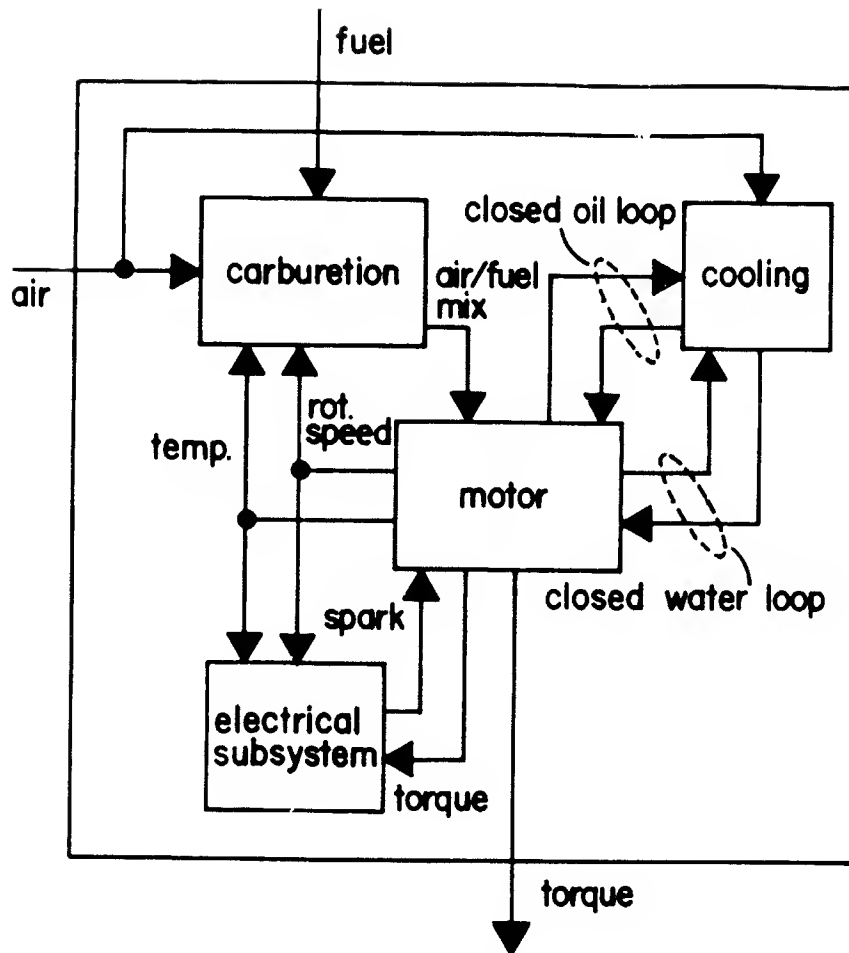 fuel
closed oil loop
carburetion
air/fuel
mix
cooling
air
rot.
speed
temp.
motor
spark
closed water loop
electrical
subsystem
torque
torque